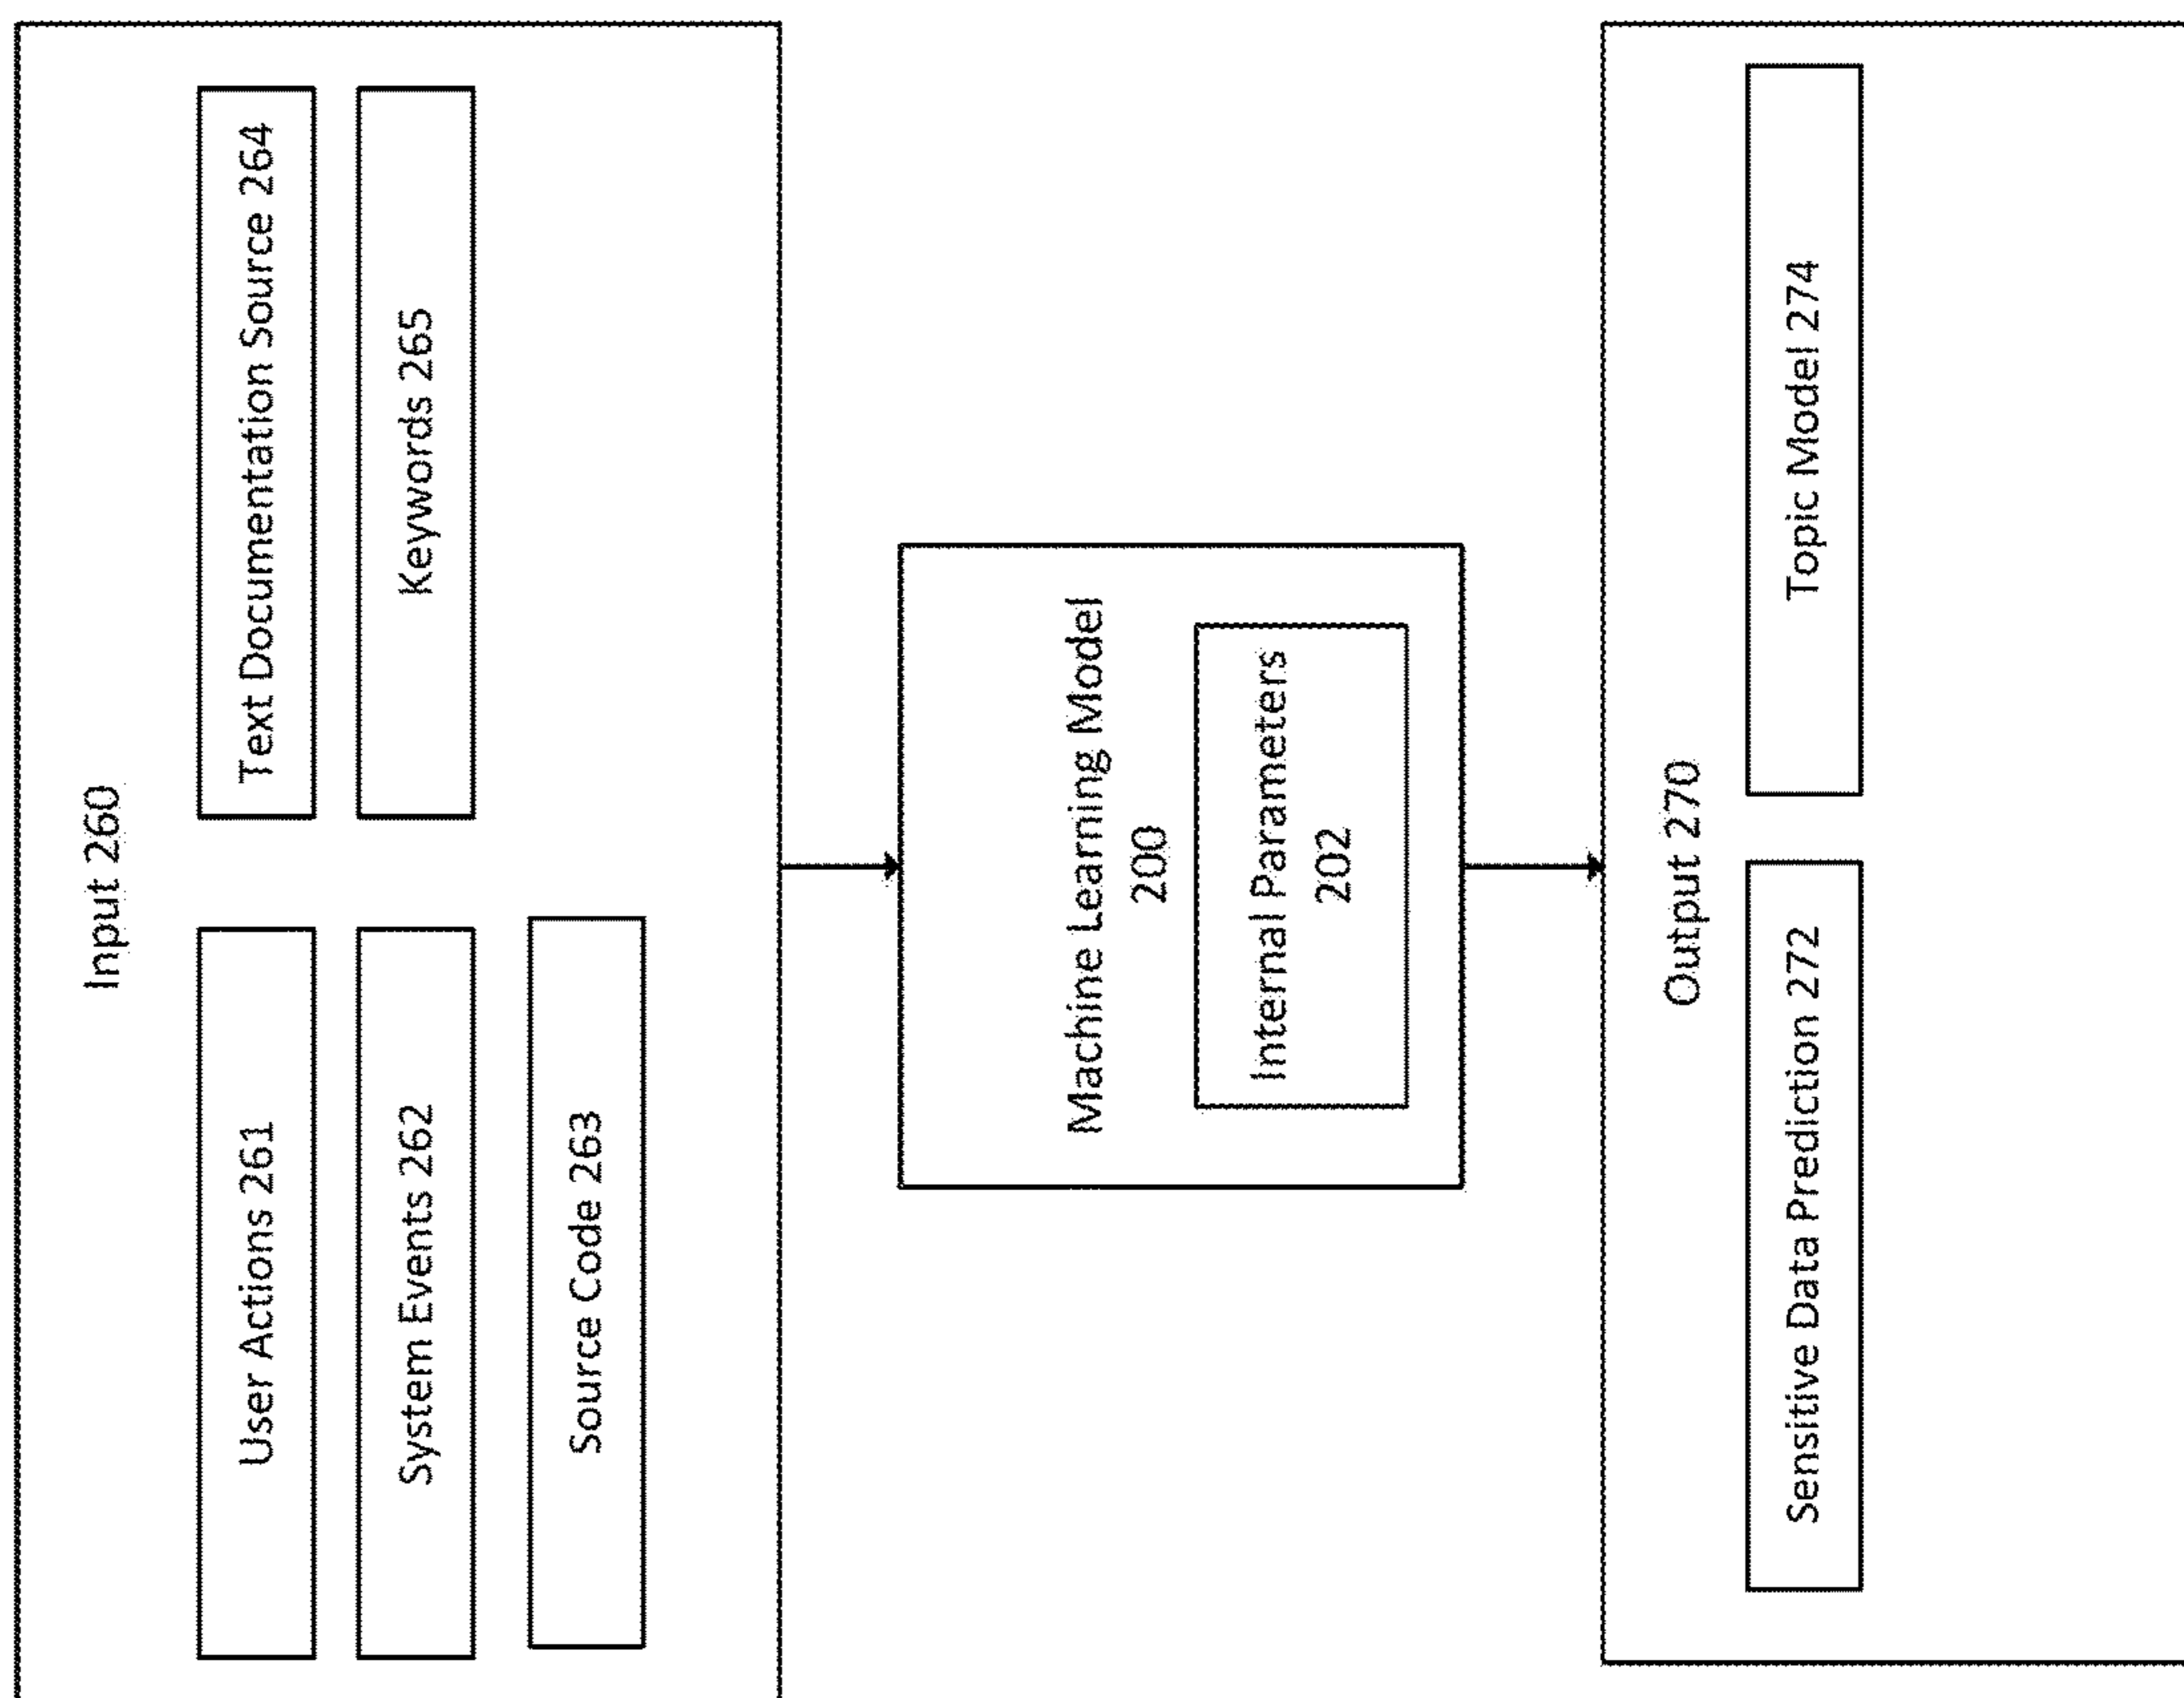 Input 260
User Actions 261
Text Documentation Source 264
System Events 262
Keywords 265
Source Code 263
Machine Learning Model
200
Internal Parameters
202
Output 270
Sensitive Data Prediction 272
Topic Model 274